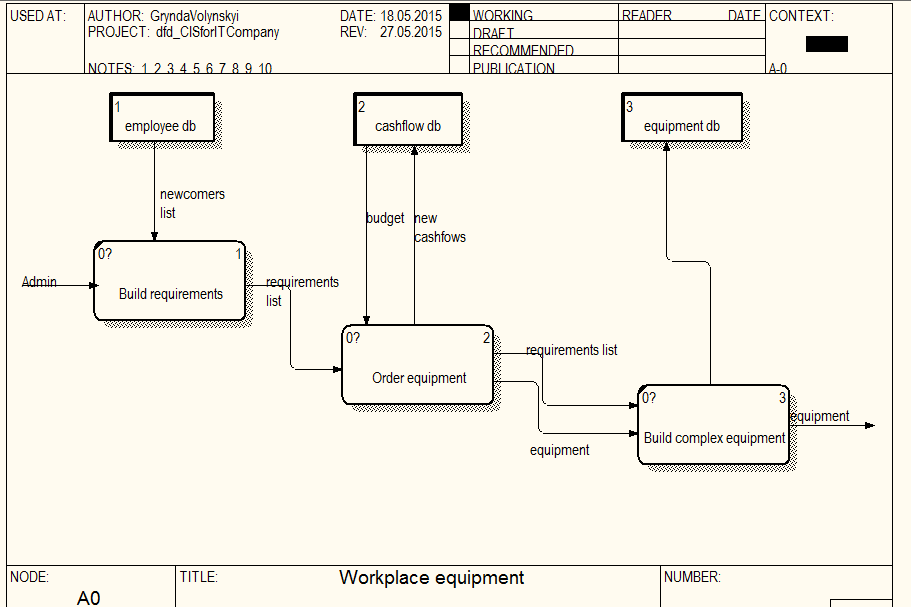 USED AT:
AUTHOR: GryndaVolynskyi
DATE: 18.05.2015
WORKING
READER
DATE
CONTEXT:
PROJECT: dfd_CISforITCompany
REV: 27.05.2015
DRAFT
RECOMMENDED
NOTES: 1 2 3 4 5 6 7 8 9 10
PUBLICATION
A-0
1
employee db
2
cashflow db
3
equipment db
newcomers
list
budget
new
cashfows
Admin
0?
1
Build requirements
requirements
list
0?
2
Order equipment
requirements list
equipment
0?
3
Build complex equipment
equipment
NODE:
A0
TITLE:
Workplace equipment
NUMBER: